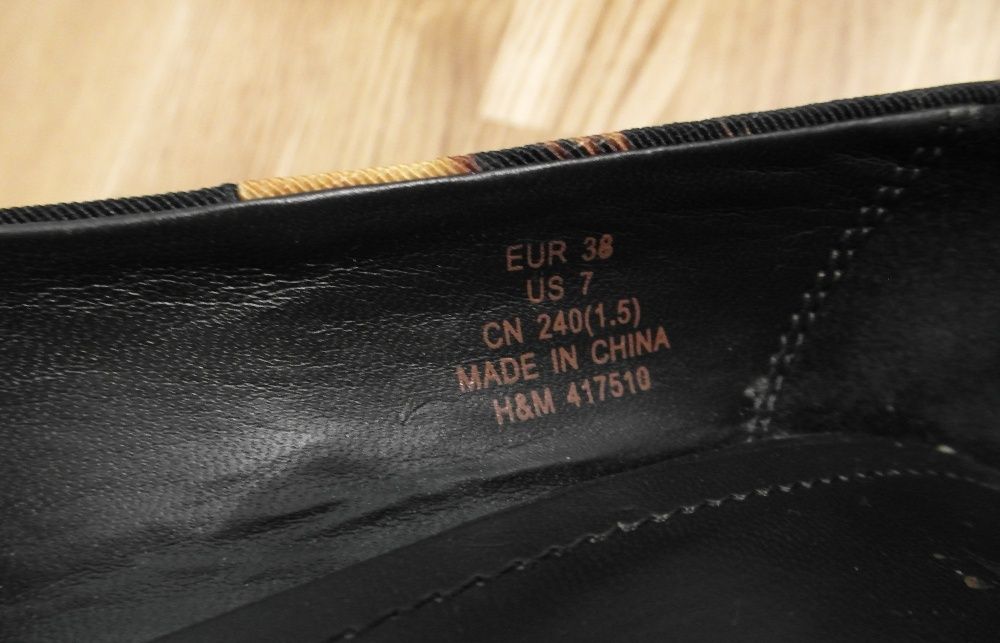 EUR 38
US 7
CN 240(1.5)
MADE IN CHINA
H&M 417510